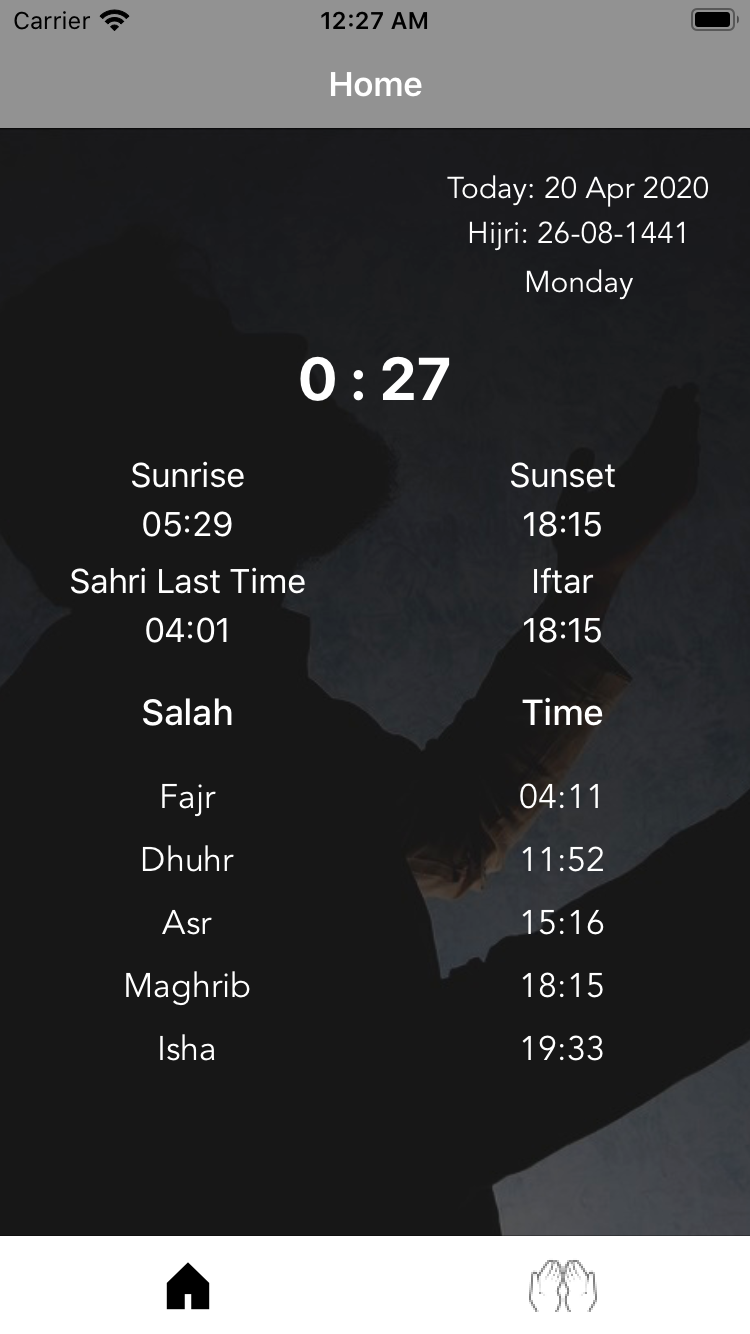 Carrier 12:27 AM
Home
Today: 20 Apr 2020
Hijri: 26-08-1441
Monday
0 : 27
Sunrise Sunset
05:29 18:15
Sahri Last Time Iftar
04:01 18:15
Salah Time
Fajr 04:11
Dhuhr 11:52
Asr 15:16
Maghrib 18:15
Isha 19:33